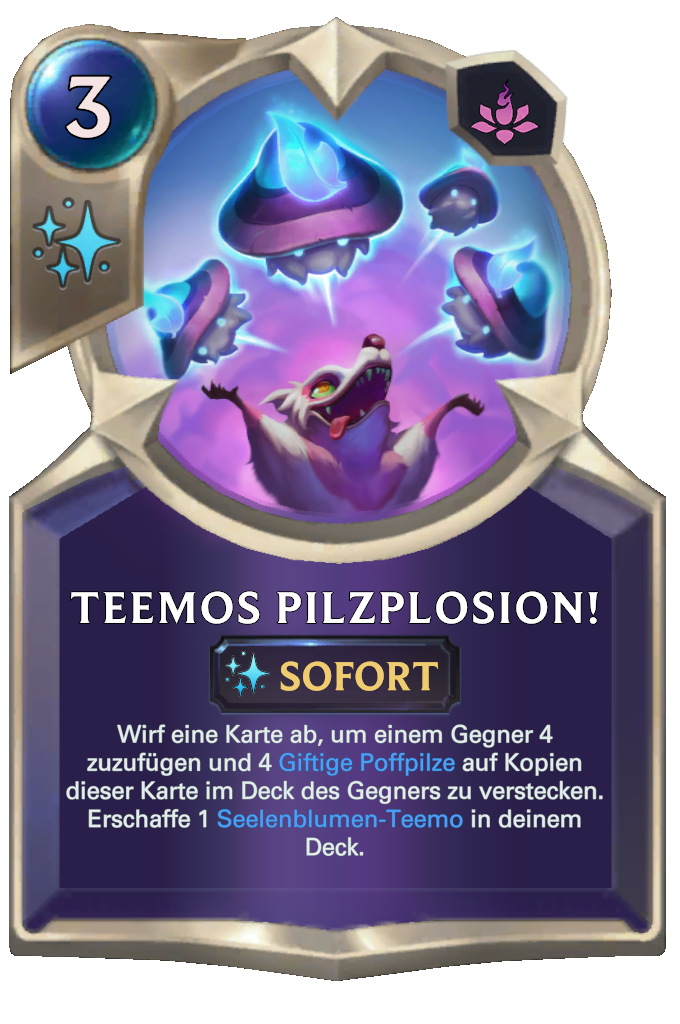 3
TEEMOS PILZPLOSION!
SOFORT
Wirf eine Karte ab, um einem Gegner 4
zuzufügen und 4 Giftige Poffpilze auf Kopien
dieser Karte im Deck des Gegners zu verstecken.
Erschaffe 1 Seelenblumen-Teemo in deinem
Deck.